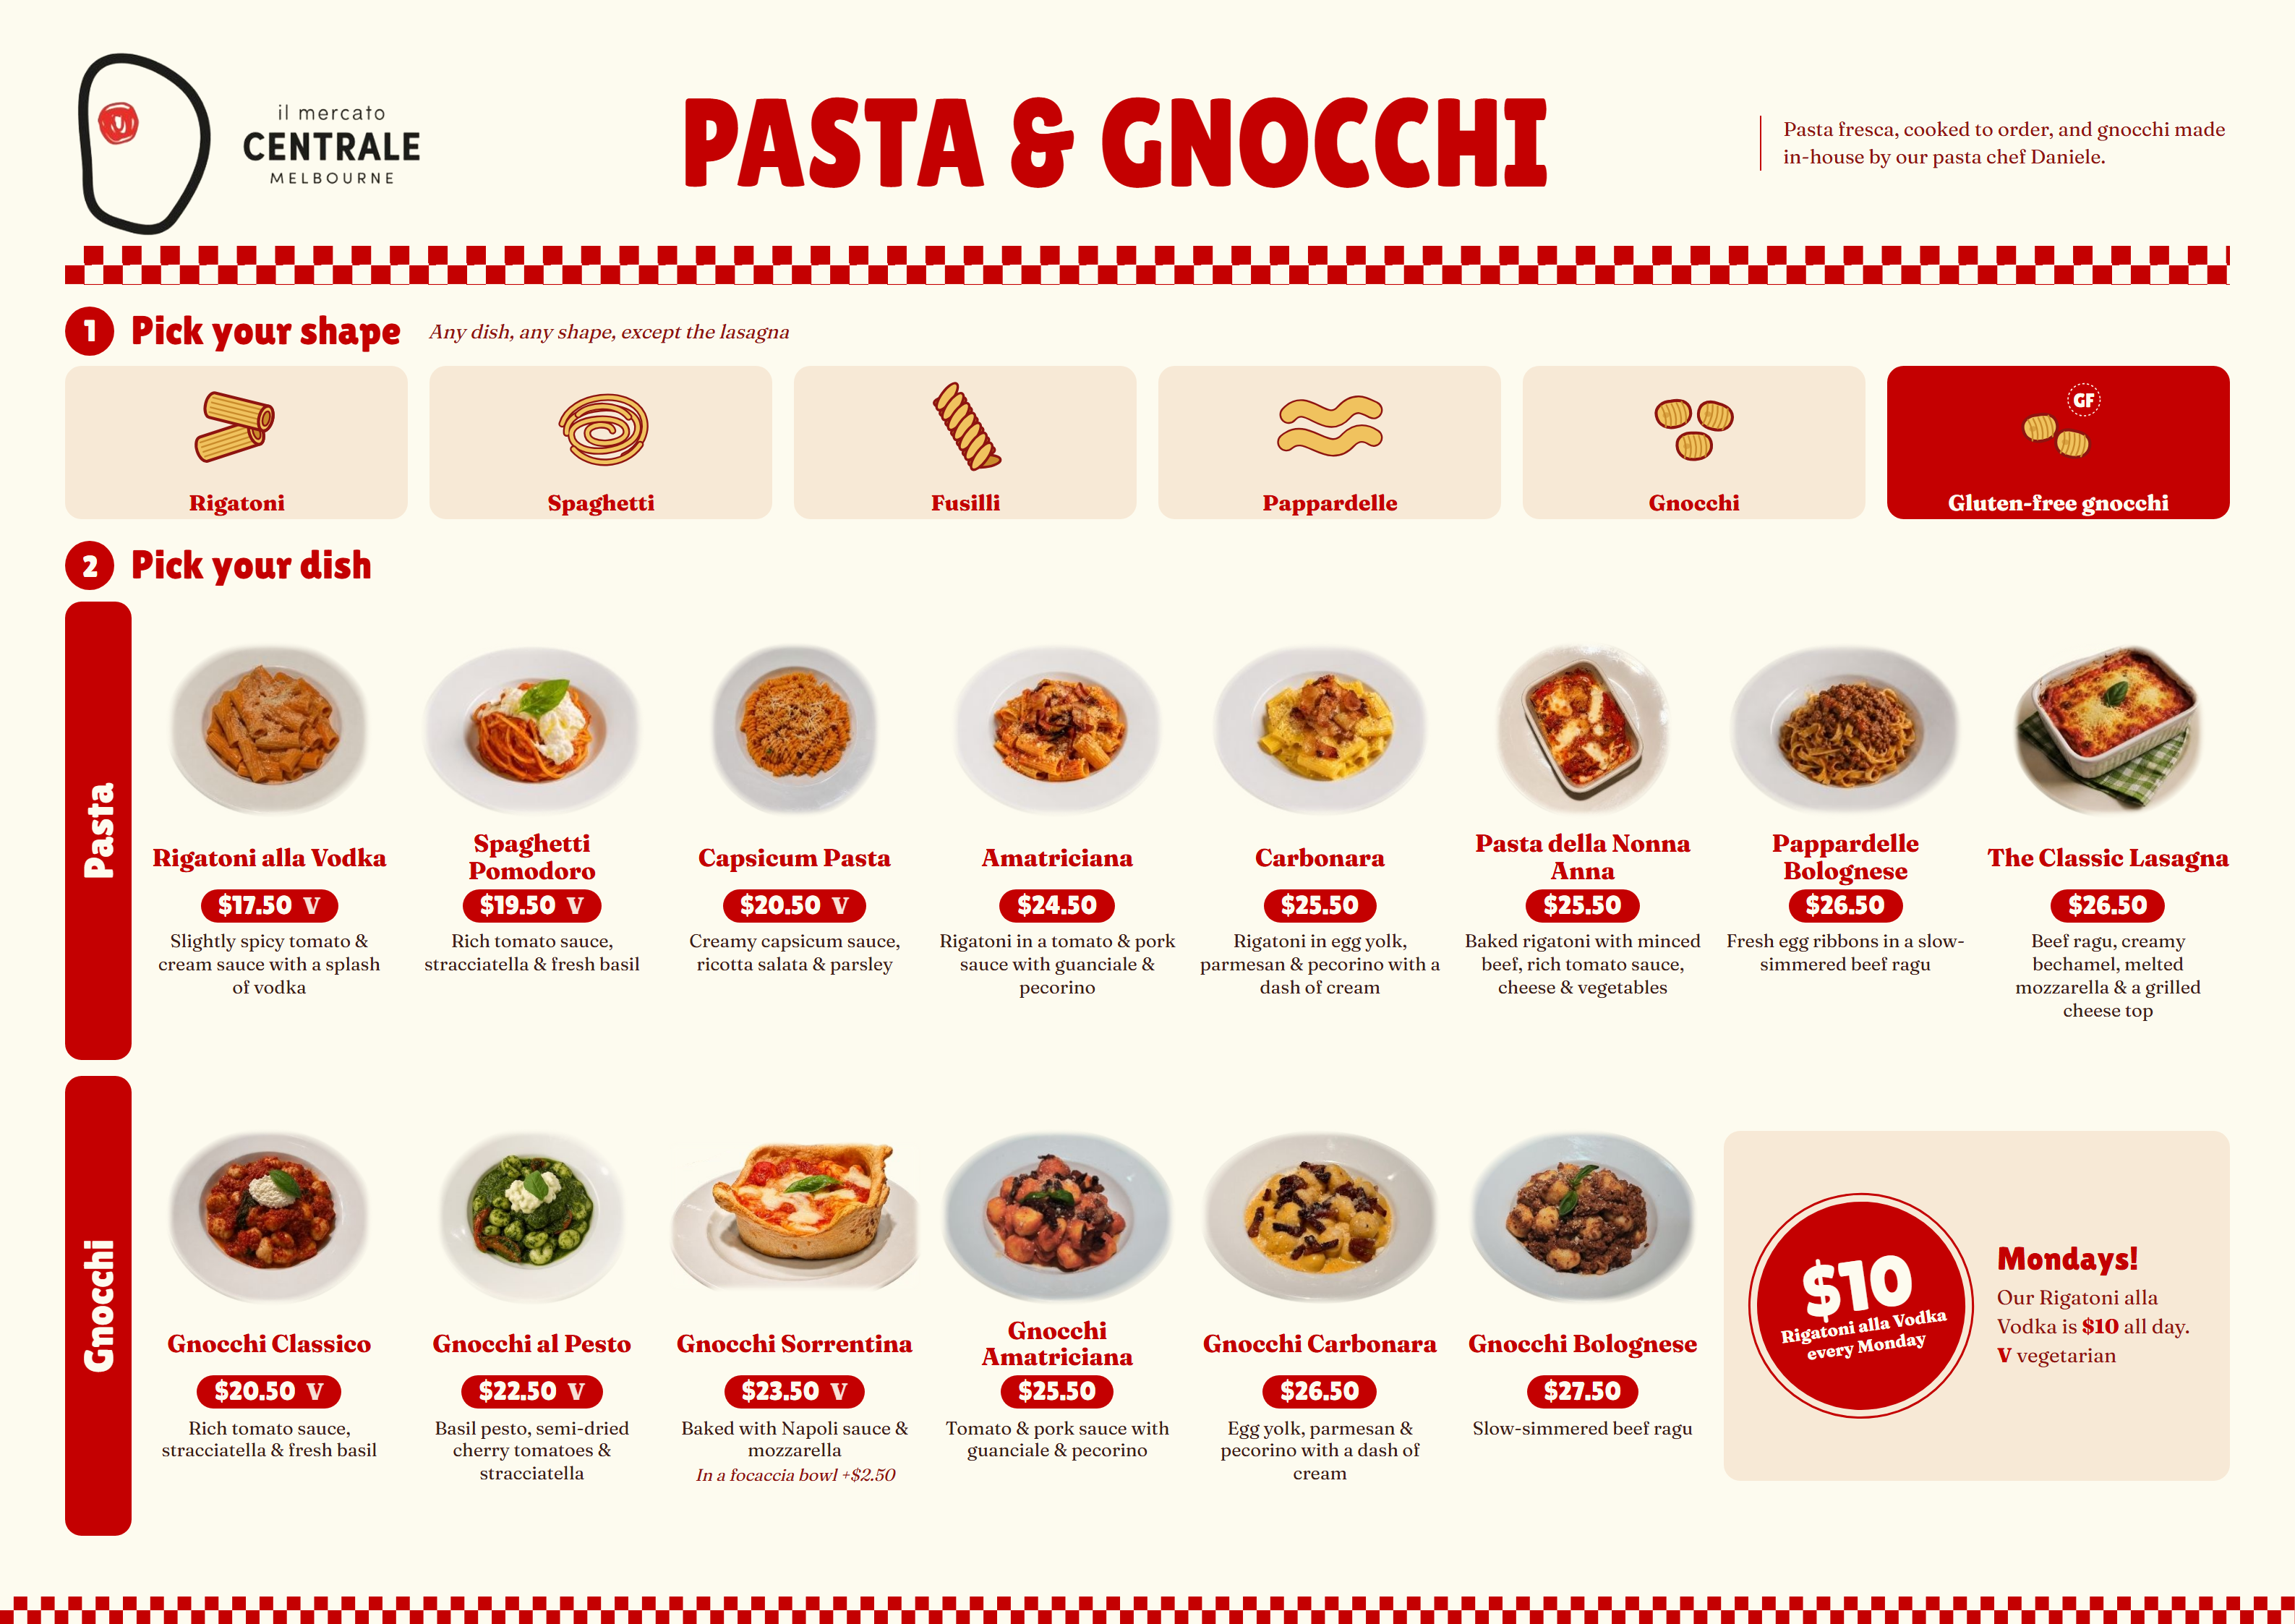 il mercato
CENTRALE
MELBOURNE
PASTA & GNOCCHI
Pasta fresca, cooked to order, and gnocchi made
in-house by our pasta chef Daniele.
1 Pick your shape Any dish, any shape, except the lasagna
Rigatoni
Spaghetti
Fusilli
Pappardelle
Gnocchi
GF
Gluten-free gnocchi
2 Pick your dish
Pasta
Rigatoni alla Vodka
$17.50 V
Slightly spicy tomato &
cream sauce with a splash
of vodka
Spaghetti
Pomodoro
$19.50 V
Rich tomato sauce,
stracciatella & fresh basil
Capsicum Pasta
$20.50 V
Creamy capsicum sauce,
ricotta salata & parsley
Amatriciana
$24.50
Rigatoni in a tomato & pork
sauce with guanciale &
pecorino
Carbonara
$25.50
Rigatoni in egg yolk,
parmesan & pecorino with a
dash of cream
Pasta della Nonna
Anna
$25.50
Baked rigatoni with minced
beef, rich tomato sauce,
cheese & vegetables
Pappardelle
Bolognese
$26.50
Fresh egg ribbons in a slow-
simmered beef ragu
The Classic Lasagna
$26.50
Beef ragu, creamy
bechamel, melted
mozzarella & a grilled
cheese top
Gnocchi
Gnocchi Classico
$20.50 V
Rich tomato sauce,
stracciatella & fresh basil
Gnocchi al Pesto
$22.50 V
Basil pesto, semi-dried
cherry tomatoes &
stracciatella
Gnocchi Sorrentina
$23.50 V
Baked with Napoli sauce &
mozzarella
In a focaccia bowl +$2.50
Gnocchi
Amatriciana
$25.50
Tomato & pork sauce with
guanciale & pecorino
Gnocchi Carbonara
$26.50
Egg yolk, parmesan &
pecorino with a dash of
cream
Gnocchi Bolognese
$27.50
Slow-simmered beef ragu
$10
Rigatoni alla Vodka
every Monday
Mondays!
Our Rigatoni alla
Vodka is $10 all day.
V vegetarian